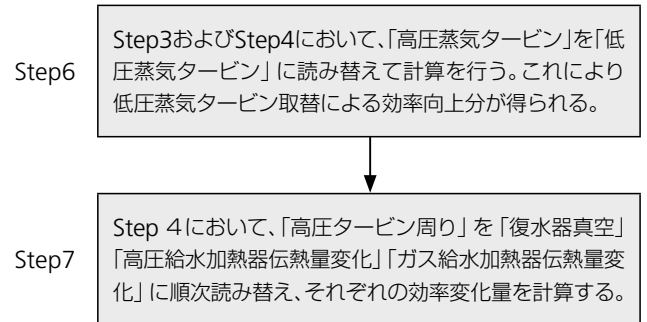 Step6
Step3およびStep4において、「高圧蒸気タービン」を「低
圧蒸気タービン」に読み替えて計算を行う。これにより
低圧蒸気タービン取替による効率向上分が得られる。
Step7
Step 4において、「高圧タービン周り」を「復水器真空」
「高圧給水加熱器伝熱量変化」「ガス給水加熱器伝熱量変
化」に順次読み替え、それぞれの効率変化量を計算する。